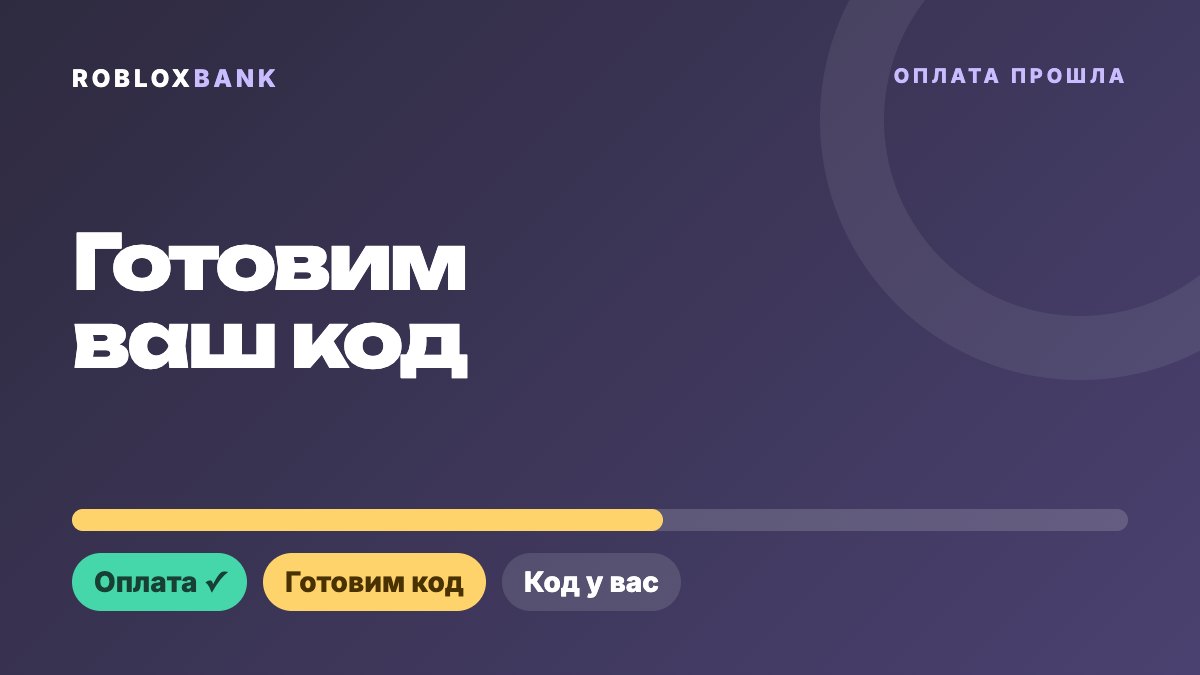 ROBLOXBANK
ОПЛАТА ПРОШЛА
Готовим
ваш код
Оплата ✓
Готовим код
Код у вас